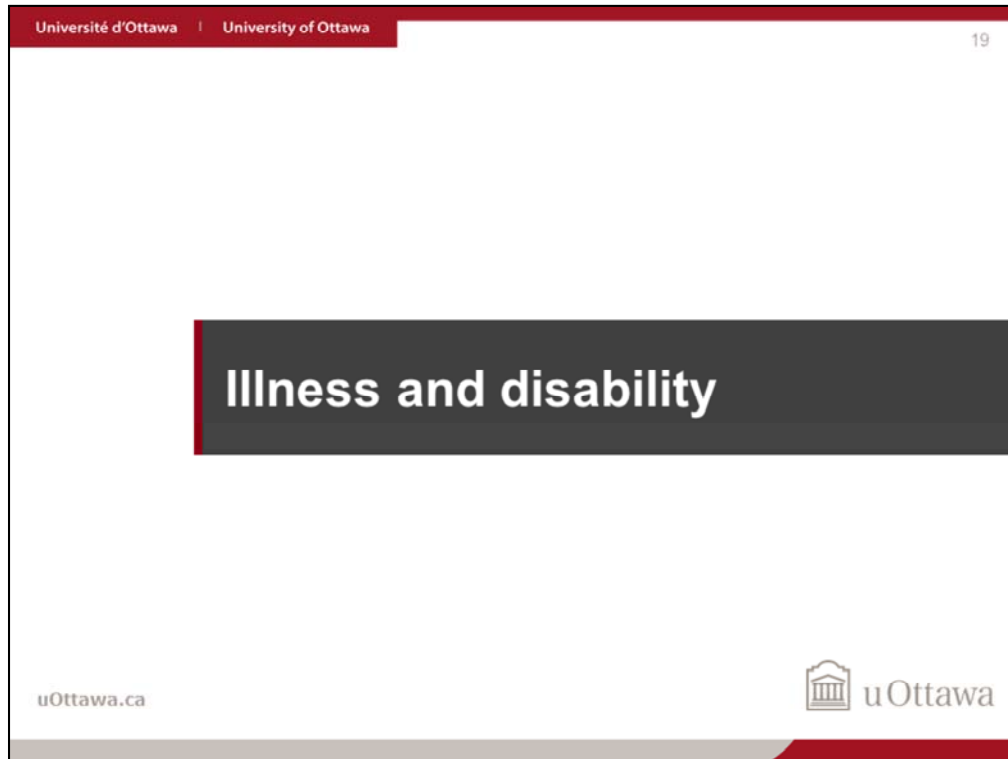 Université d'Ottawa | University of Ottawa
19
Illness and disability
uOttawa.ca
uOttawa